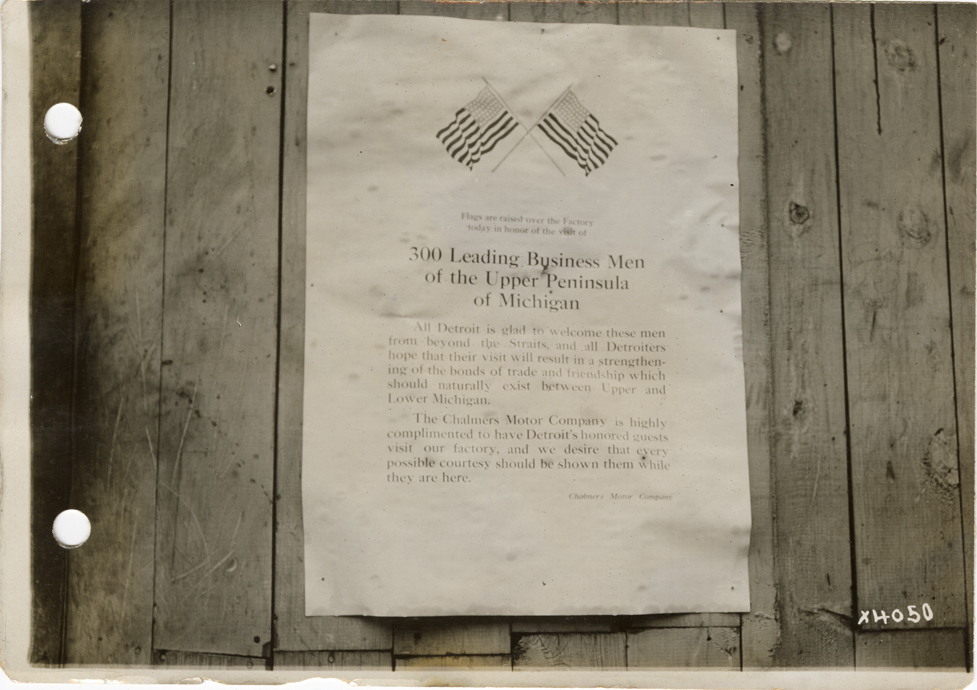 Flags are raised over the Factory
today in honor of the visit of
300 Leading Business Men
of the Upper Peninsula
of Michigan
All Detroit is glad to welcome these men
from beyond the Straits, and all Detroiters
hope that their visit will result in a strengthen-
ing of the bonds of trade and friendship which
should naturally exist between Upper and
Lower Michigan.
The Chalmers Motor Company is highly
complimented to have Detroit's honored guests
visit our factory, and we desire that every
possible courtesy should be shown them while
they are here.
Chalmers Motor Company
X4050